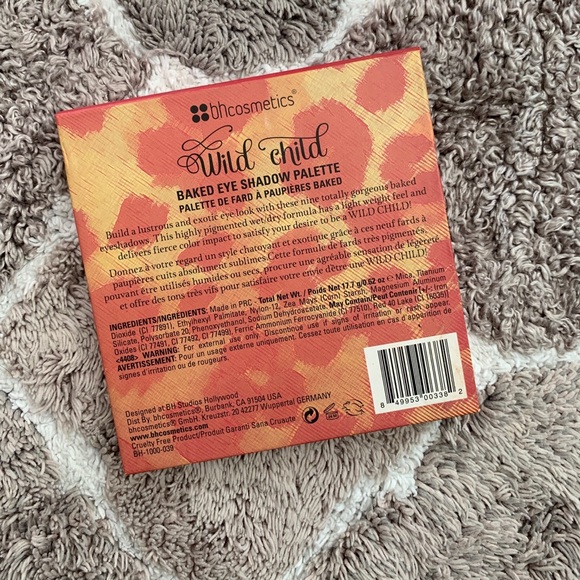 bhcosmetics®
Wild child
BAKED EYE SHADOW PALETTE
PALETTE DE FARD À PAUPIÈRES BAKED
Build a lustrous and exotic eye look with these nine totally gorgeous baked
eyeshadows. This highly pigmented wet/dry formula has a light weight feel and
delivers fierce color impact to satisfy your desire to be a WILD CHILD!
Donnez à votre regard un style chatoyant et exotique grâce à ces neuf fards à
paupières cuits absolument sublimes.Cette formule de fards très pigmentés,
pouvant être utilisés humides ou secs, procure une agréable sensation de légèreté
et offre des tons très vifs pour satisfaire votre envie d'être une WILD CHILD!
INGREDIENTS/INGRÉDIENTS: Made in PRC - Total Net Wt. / Poids Net 17.7 g/0.52 oz - Mica, Titanium
Dioxide (CI 77891), Ethylhexyl Palmitate, Nylon-12, Zea Mays (Corn) Starch, Magnesium Aluminum
Silicate, Polysorbate 20, Phenoxyethanol, Sodium Dehydroacetate. May Contain/Peut Contenir [+/-: Iron
Oxides (CI 77491, CI 77492, CI 77499), Ferric Ammonium Ferrocyanide (CI 77510), Red 40 Lake (CI 16035)]
<4408> WARNING: For external use only. Discontinue use if signs of irritation or rash appear.
AVERTISSEMENT: Pour un usage externe uniquement. Cessez toute utilisation en cas d'apparition de
signes d'irritation ou de rougeurs.
Designed at BH Studios Hollywood
Dist By. bhcosmetics®, Burbank, CA 91504 USA
bhcosmetics® GmbH, Kreuzstr. 20 42277 Wuppertal GERMANY
www.bhcosmetics.com®
Cruelty Free Product/Produit Garanti Sans Cruauté
BH-1000-039
8 49953 00338 2